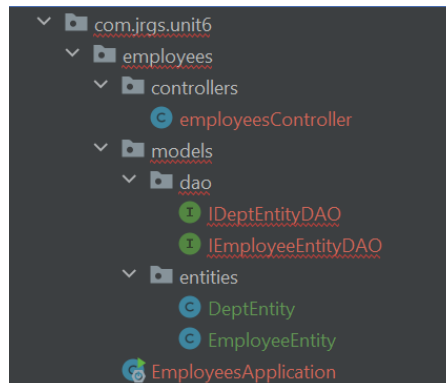 com.jrgs.unit6
employees
controllers
C employeesController
models
dao
I IDeptEntityDAO
I IEmployeeEntityDAO
entities
C DeptEntity
C EmployeeEntity
EmployeesApplication